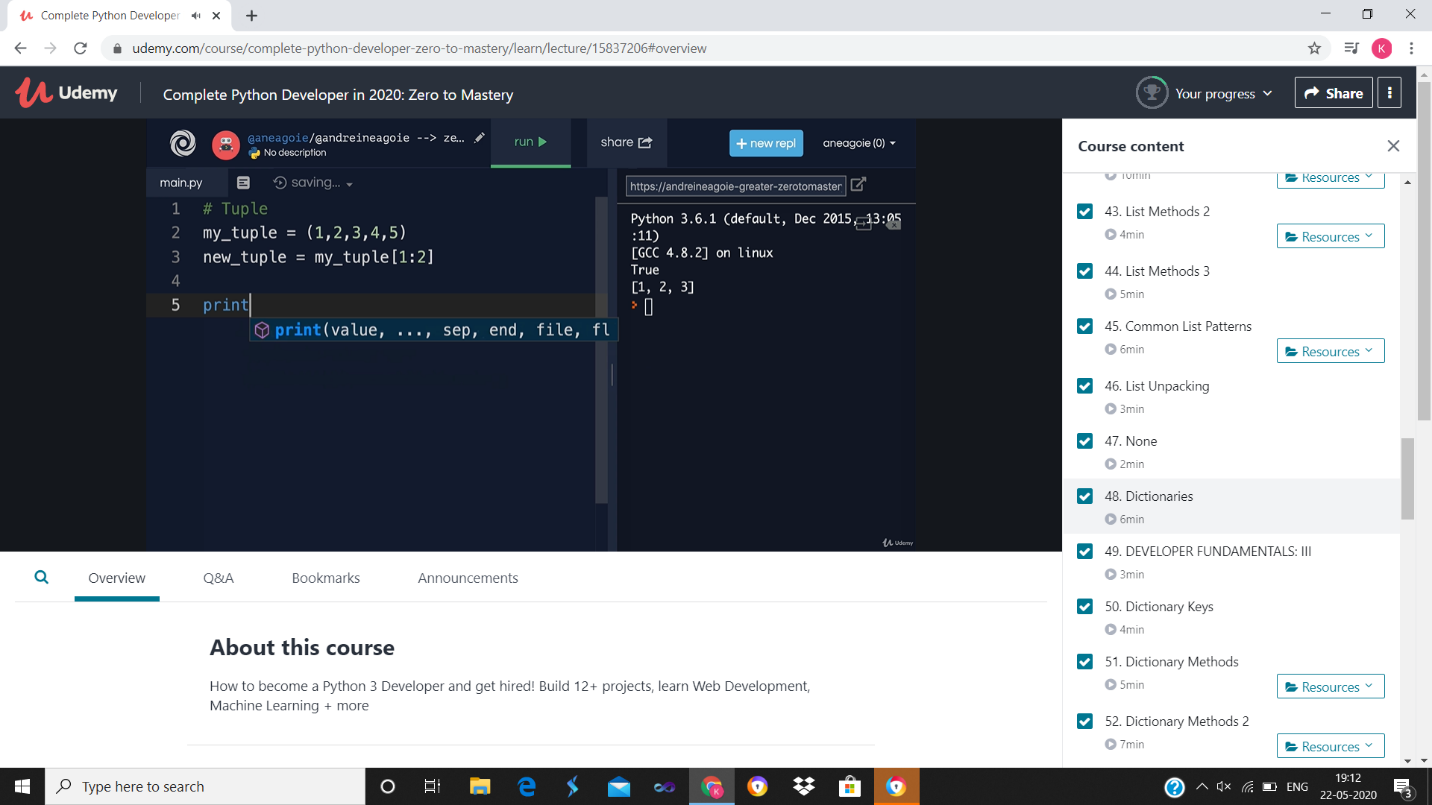 Complete Python Developer
udemy.com/course/complete-python-developer-zero-to-mastery/learn/lecture/15837206#overview
K
Udemy
Complete Python Developer in 2020: Zero to Mastery
Your progress
Share
@aneagoie/@andreineagoie --> ze...
No description
run
share
+ new repl
aneagoie (0)
main.py
saving...
1 # Tuple
2 my_tuple = (1,2,3,4,5)
3 new_tuple = my_tuple[1:2]
4
5 print
print(value, ..., sep, end, file, fl
https://andreineagoie-greater-zerotomaster
Python 3.6.1 (default, Dec 2015, 13:05
:11)
[GCC 4.8.2] on linux
True
[1, 2, 3]
Udemy
Course content
10min
Resources
43. List Methods 2
4min
Resources
44. List Methods 3
5min
45. Common List Patterns
6min
Resources
46. List Unpacking
3min
47. None
2min
48. Dictionaries
6min
49. DEVELOPER FUNDAMENTALS: III
3min
50. Dictionary Keys
4min
51. Dictionary Methods
5min
Resources
52. Dictionary Methods 2
7min
Resources
Overview
Q&A
Bookmarks
Announcements
About this course
How to become a Python 3 Developer and get hired! Build 12+ projects, learn Web Development,
Machine Learning + more
Type here to search
K
ENG
19:12
22-05-2020
3